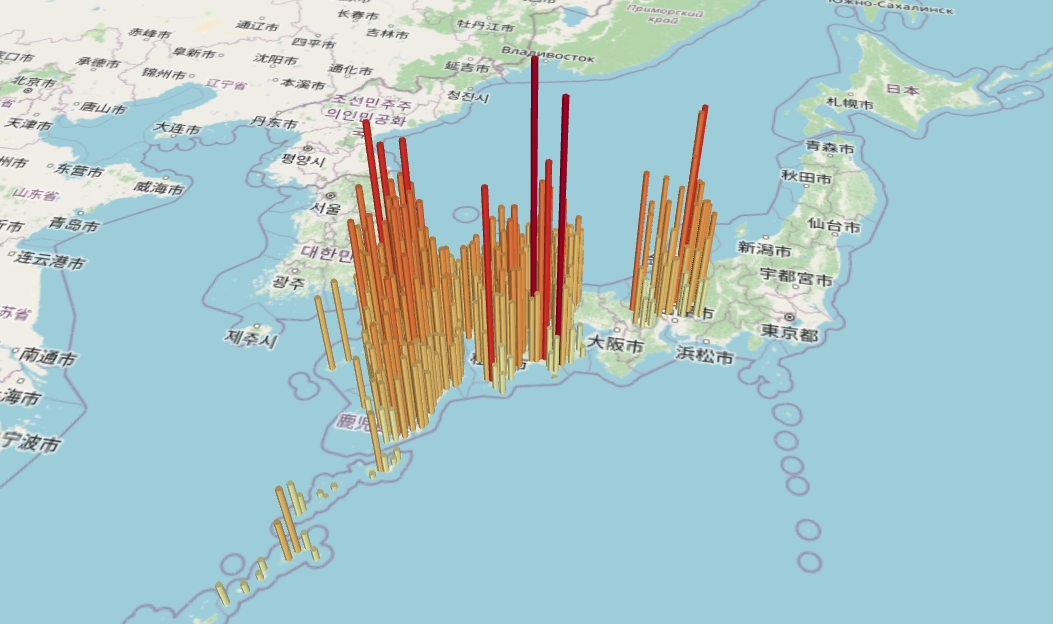 Южно-Сахалинск
Приморский
край
长春市
通辽市
牡丹江市
赤峰市
吉林市
四平市
阜新市
Владивосток
沈阳市
承德市
通化市
延吉市
锦州市
本溪市
辽宁省
北京市
청진시
日本
조선민주주
의인민공화
札幌市
唐山市
丹东市
天津市
大连市
青森市
평양시
东营市
秋田市
威海市
山东省
서울
青岛市
仙台市
대한민
新潟市
连云港市
宇都宮市
광주
苏省
东京都
제주시
大阪市
浜松市
南通市
上海市
宁波市